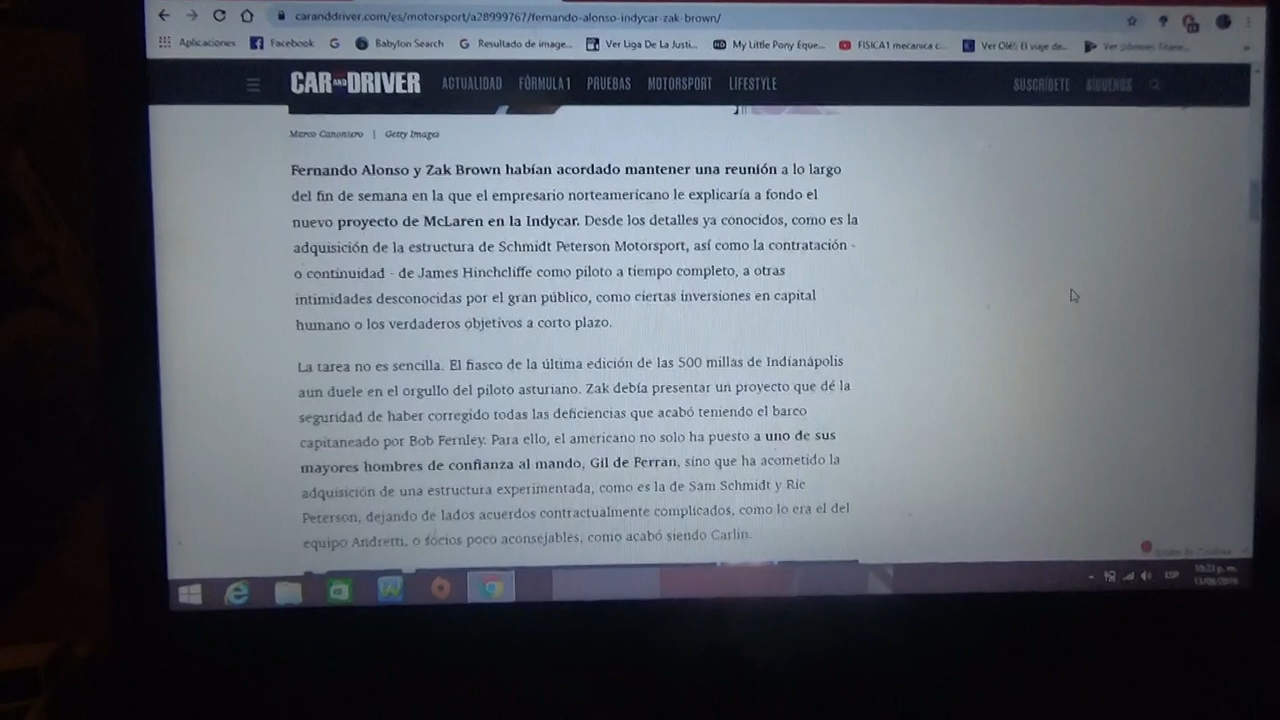 caranddriver.com/es/motorsport/a28999767/fernando-alonso-indycar-zak-brown/
Aplicaciones Facebook Babylon Search Resultado de image... Ver Liga De La Justi... My Little Pony Eque... FISICA1 mecanica c... Ver Olé!: El viaje de...
CAR AND DRIVER ACTUALIDAD FÓRMULA 1 PRUEBAS MOTORSPORT LIFESTYLE SUSCRÍBETE SÍGUENOS
Marco Canoniero | Getty Images
Fernando Alonso y Zak Brown habían acordado mantener una reunión a lo largo
del fin de semana en la que el empresario norteamericano le explicaría a fondo el
nuevo proyecto de McLaren en la Indycar. Desde los detalles ya conocidos, como es la
adquisición de la estructura de Schmidt Peterson Motorsport, así como la contratación -
o continuidad - de James Hinchcliffe como piloto a tiempo completo, a otras
intimidades desconocidas por el gran público, como ciertas inversiones en capital
humano o los verdaderos objetivos a corto plazo.
La tarea no es sencilla. El fiasco de la última edición de las 500 millas de Indianápolis
aun duele en el orgullo del piloto asturiano. Zak debía presentar un proyecto que dé la
seguridad de haber corregido todas las deficiencias que acabó teniendo el barco
capitaneado por Bob Fernley. Para ello, el americano no solo ha puesto a uno de sus
mayores hombres de confianza al mando, Gil de Ferran, sino que ha acometido la
adquisición de una estructura experimentada, como es la de Sam Schmidt y Ric
Peterson, dejando de lados acuerdos contractualmente complicados, como lo era el del
equipo Andretti, o socios poco aconsejables, como acabó siendo Carlin.
ESP